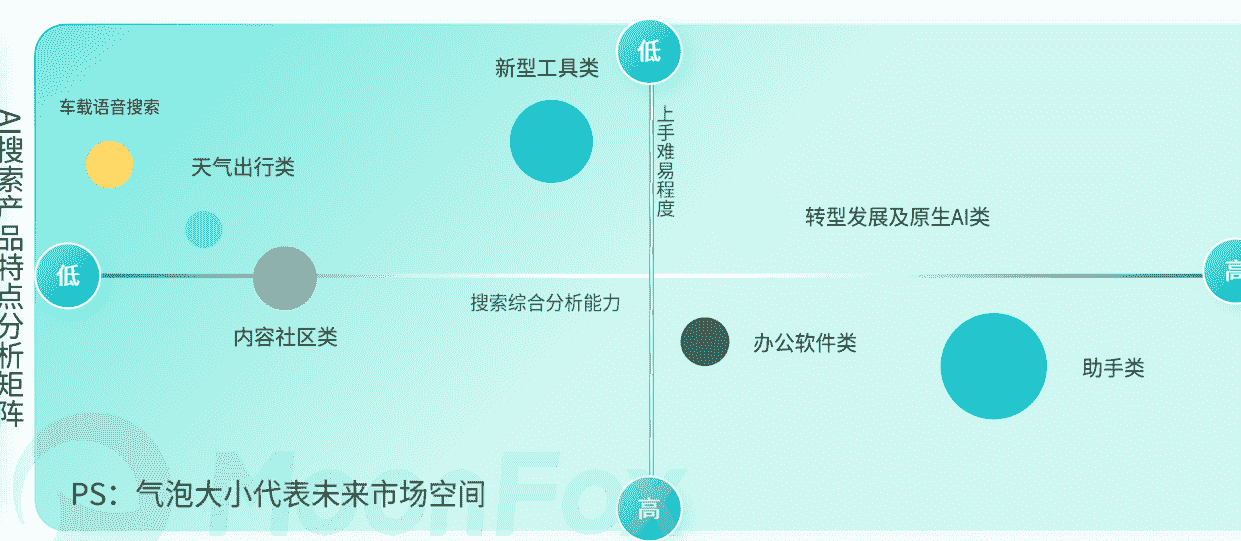 AI搜索产品特点分析矩阵
低
新型工具类
车载语音搜索
上手难易程度
天气出行类
转型发展及原生AI类
低
高
搜索综合分析能力
内容社区类
办公软件类
助手类
PS：气泡大小代表未来市场空间
高
MoonFox